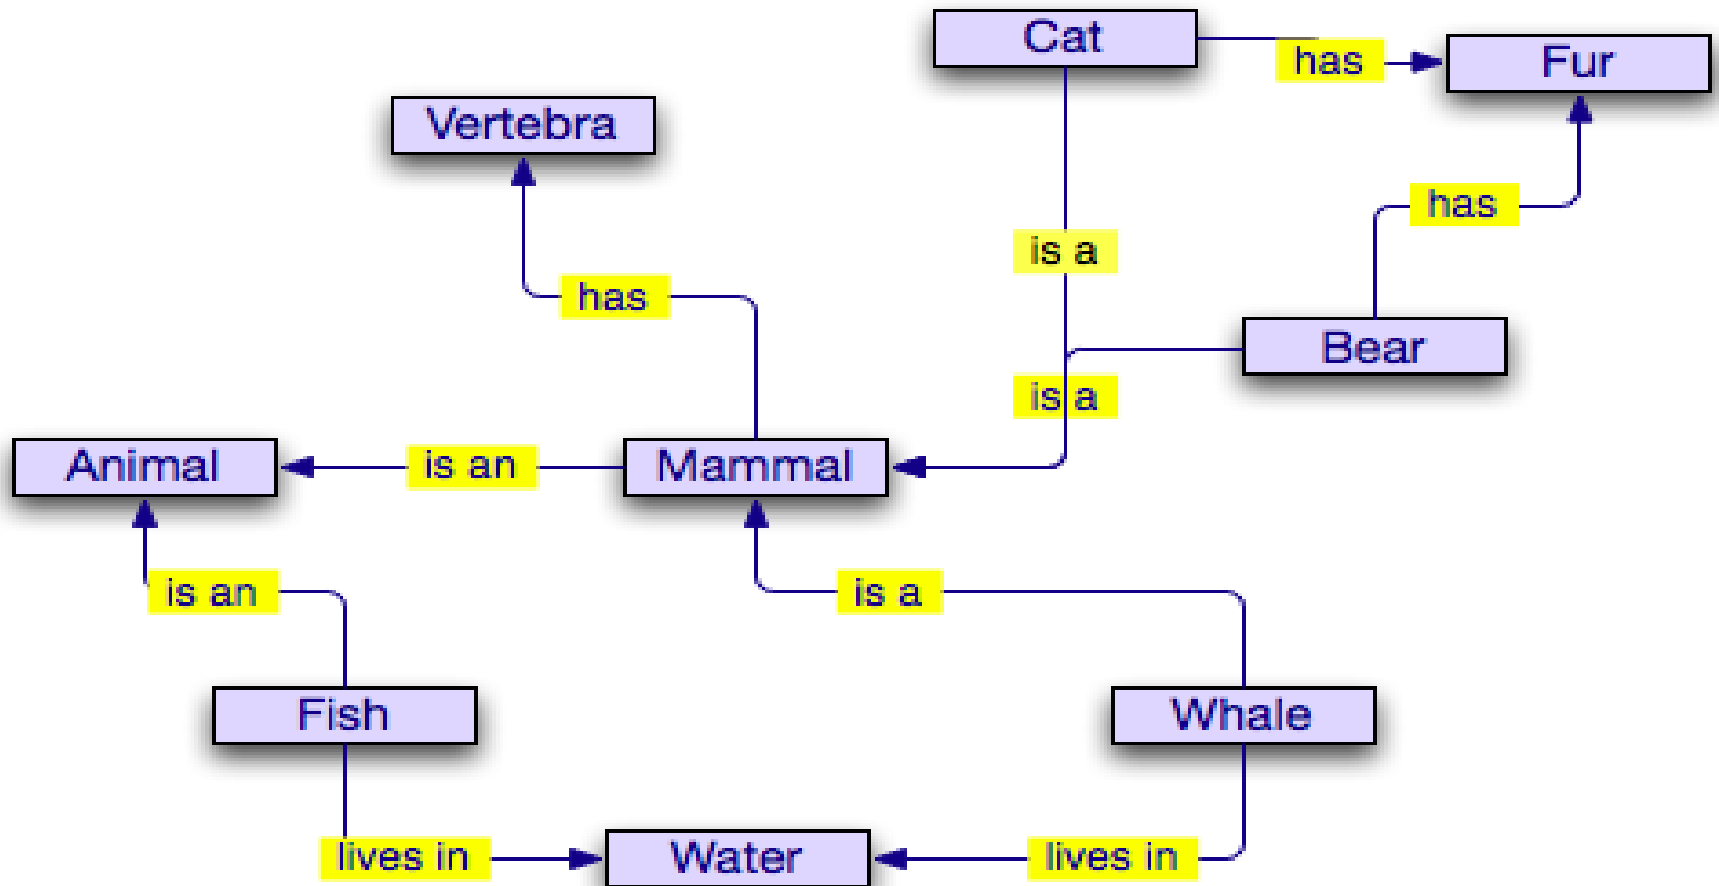 Cat
has
Fur
Vertebra
has
is a
has
Bear
is a
Animal
is an
Mammal
is an
is a
Fish
Whale
lives in
Water
lives in